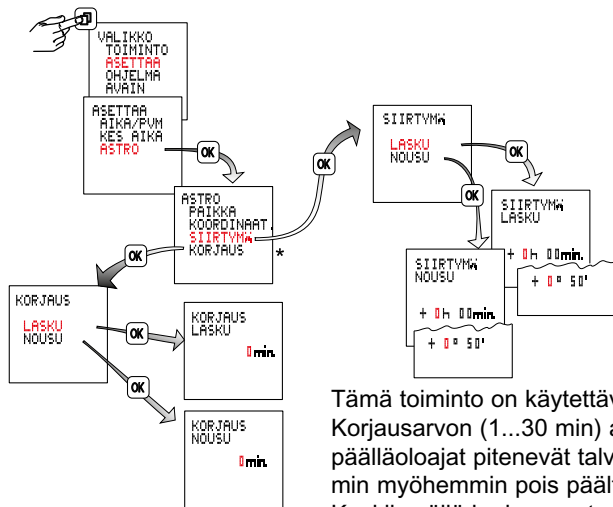 VALIKKO
TOIMINTO
ASETTAA
OHJELMA
AVAIN
ASETTAA
AIKA/PVM
KES AIKA
ASTRO
OK
ASTRO
PAIKKA
KOORDINAAT.
SIIRTYMÄ
KORJAUS
*
OK
SIIRTYMÄ
LASKU
NOUSU
OK
OK
SIIRTYMÄ
LASKU
+ 0h 00min.
+ 0° 50'
SIIRTYMÄ
NOUSU
+ 0h 00min.
+ 0° 50'
OK
KORJAUS
LASKU
NOUSU
OK
KORJAUS
LASKU
0min.
OK
KORJAUS
NOUSU
0min.
Tämä toiminto on käytettäv
Korjausarvon (1...30 min) a
päälläoloajat pitenevät talv
min myöhemmin pois päält